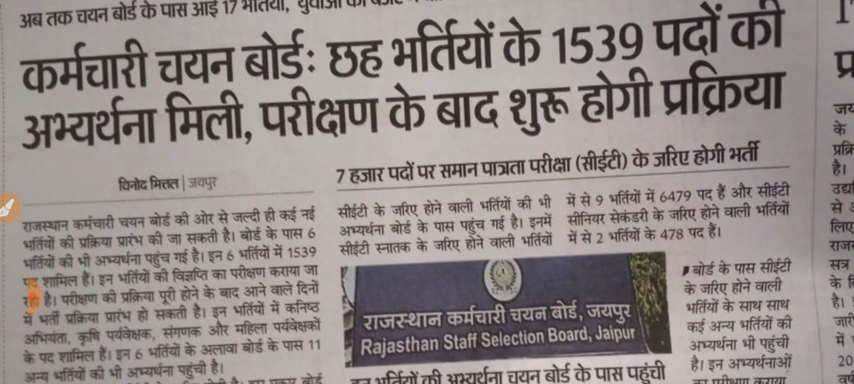 अब तक चयन बोर्ड के पास आई 17 भर्तियां, युवाओं को
कर्मचारी चयन बोर्ड: छह भर्तियों के 1539 पदों की
अभ्यर्थना मिली, परीक्षण के बाद शुरू होगी प्रक्रिया
विनोद मित्तल | जयपुर
राजस्थान कर्मचारी चयन बोर्ड की ओर से जल्दी ही कई नई
भर्तियों की प्रक्रिया प्रारंभ की जा सकती है। बोर्ड के पास 6
भर्तियों की भी अभ्यर्थना पहुंच गई है। इन 6 भर्तियों में 1539
पद शामिल हैं। इन भर्तियों की विज्ञप्ति का परीक्षण कराया जा
रहा है। परीक्षण की प्रक्रिया पूरी होने के बाद आने वाले दिनों
में भर्ती प्रक्रिया प्रारंभ हो सकती है। इन भर्तियों में कनिष्ठ
अभियंता, कृषि पर्यवेक्षक, संगणक और महिला पर्यवेक्षकों
के पद शामिल हैं। इन 6 भर्तियों के अलावा बोर्ड के पास 11
अन्य भर्तियों की भी अभ्यर्थना पहुंची है।
7 हजार पदों पर समान पात्रता परीक्षा (सीईटी) के जरिए होगी भर्ती
सीईटी के जरिए होने वाली भर्तियों की भी
अभ्यर्थना बोर्ड के पास पहुंच गई है। इनमें
सीईटी स्नातक के जरिए होने वाली भर्तियों
में से 9 भर्तियों में 6479 पद हैं और सीईटी
सीनियर सेकंडरी के जरिए होने वाली भर्तियों
में से 2 भर्तियों के 478 पद हैं।
राजस्थान कर्मचारी चयन बोर्ड, जयपुर
Rajasthan Staff Selection Board, Jaipur
बोर्ड के पास सीईटी
के जरिए होने वाली
भर्तियों के साथ साथ
कई अन्य भर्तियों की
अभ्यर्थना भी पहुंची
है। इन अभ्यर्थनाओं
इन भर्तियों की अभ्यर्थना चयन बोर्ड के पास पहुंची
प्र
जय
के
प्रक्रि
है।
उद्य
से
लिए
राज
सत्र
के
है।
जारी
में
20